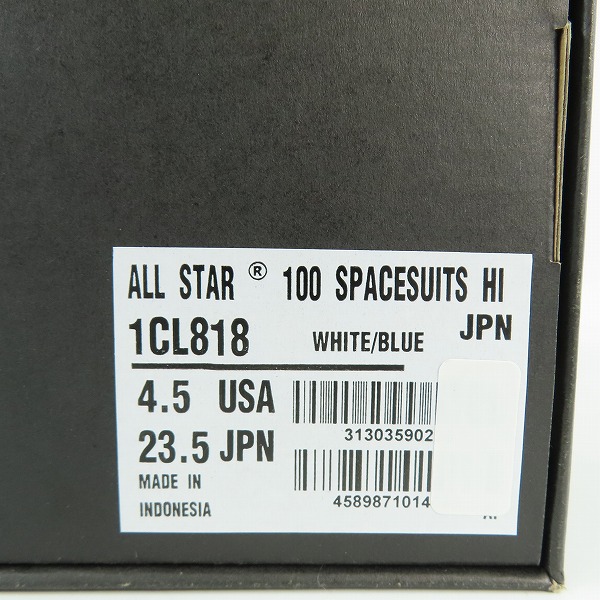 ALL STAR ® 100 SPACESUITS HI
1CL818 WHITE/BLUE JPN
4.5 USA
313035902
23.5 JPN
MADE IN
4589871014
INDONESIA